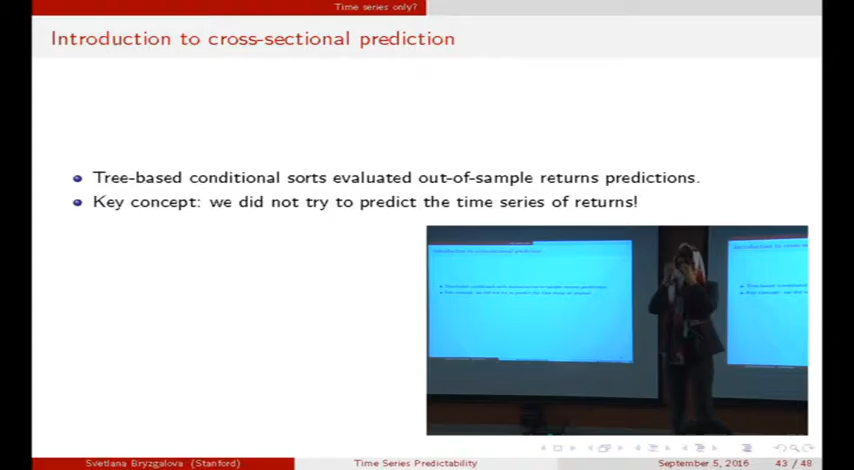 Time series only?
Introduction to cross-sectional prediction
Tree-based conditional sorts evaluated out-of-sample returns predictions.
Key concept: we did not try to predict the time series of returns!
Svetlana Bryzgalova (Stanford)
Time Series Predictability
September 5, 2016
43 / 48